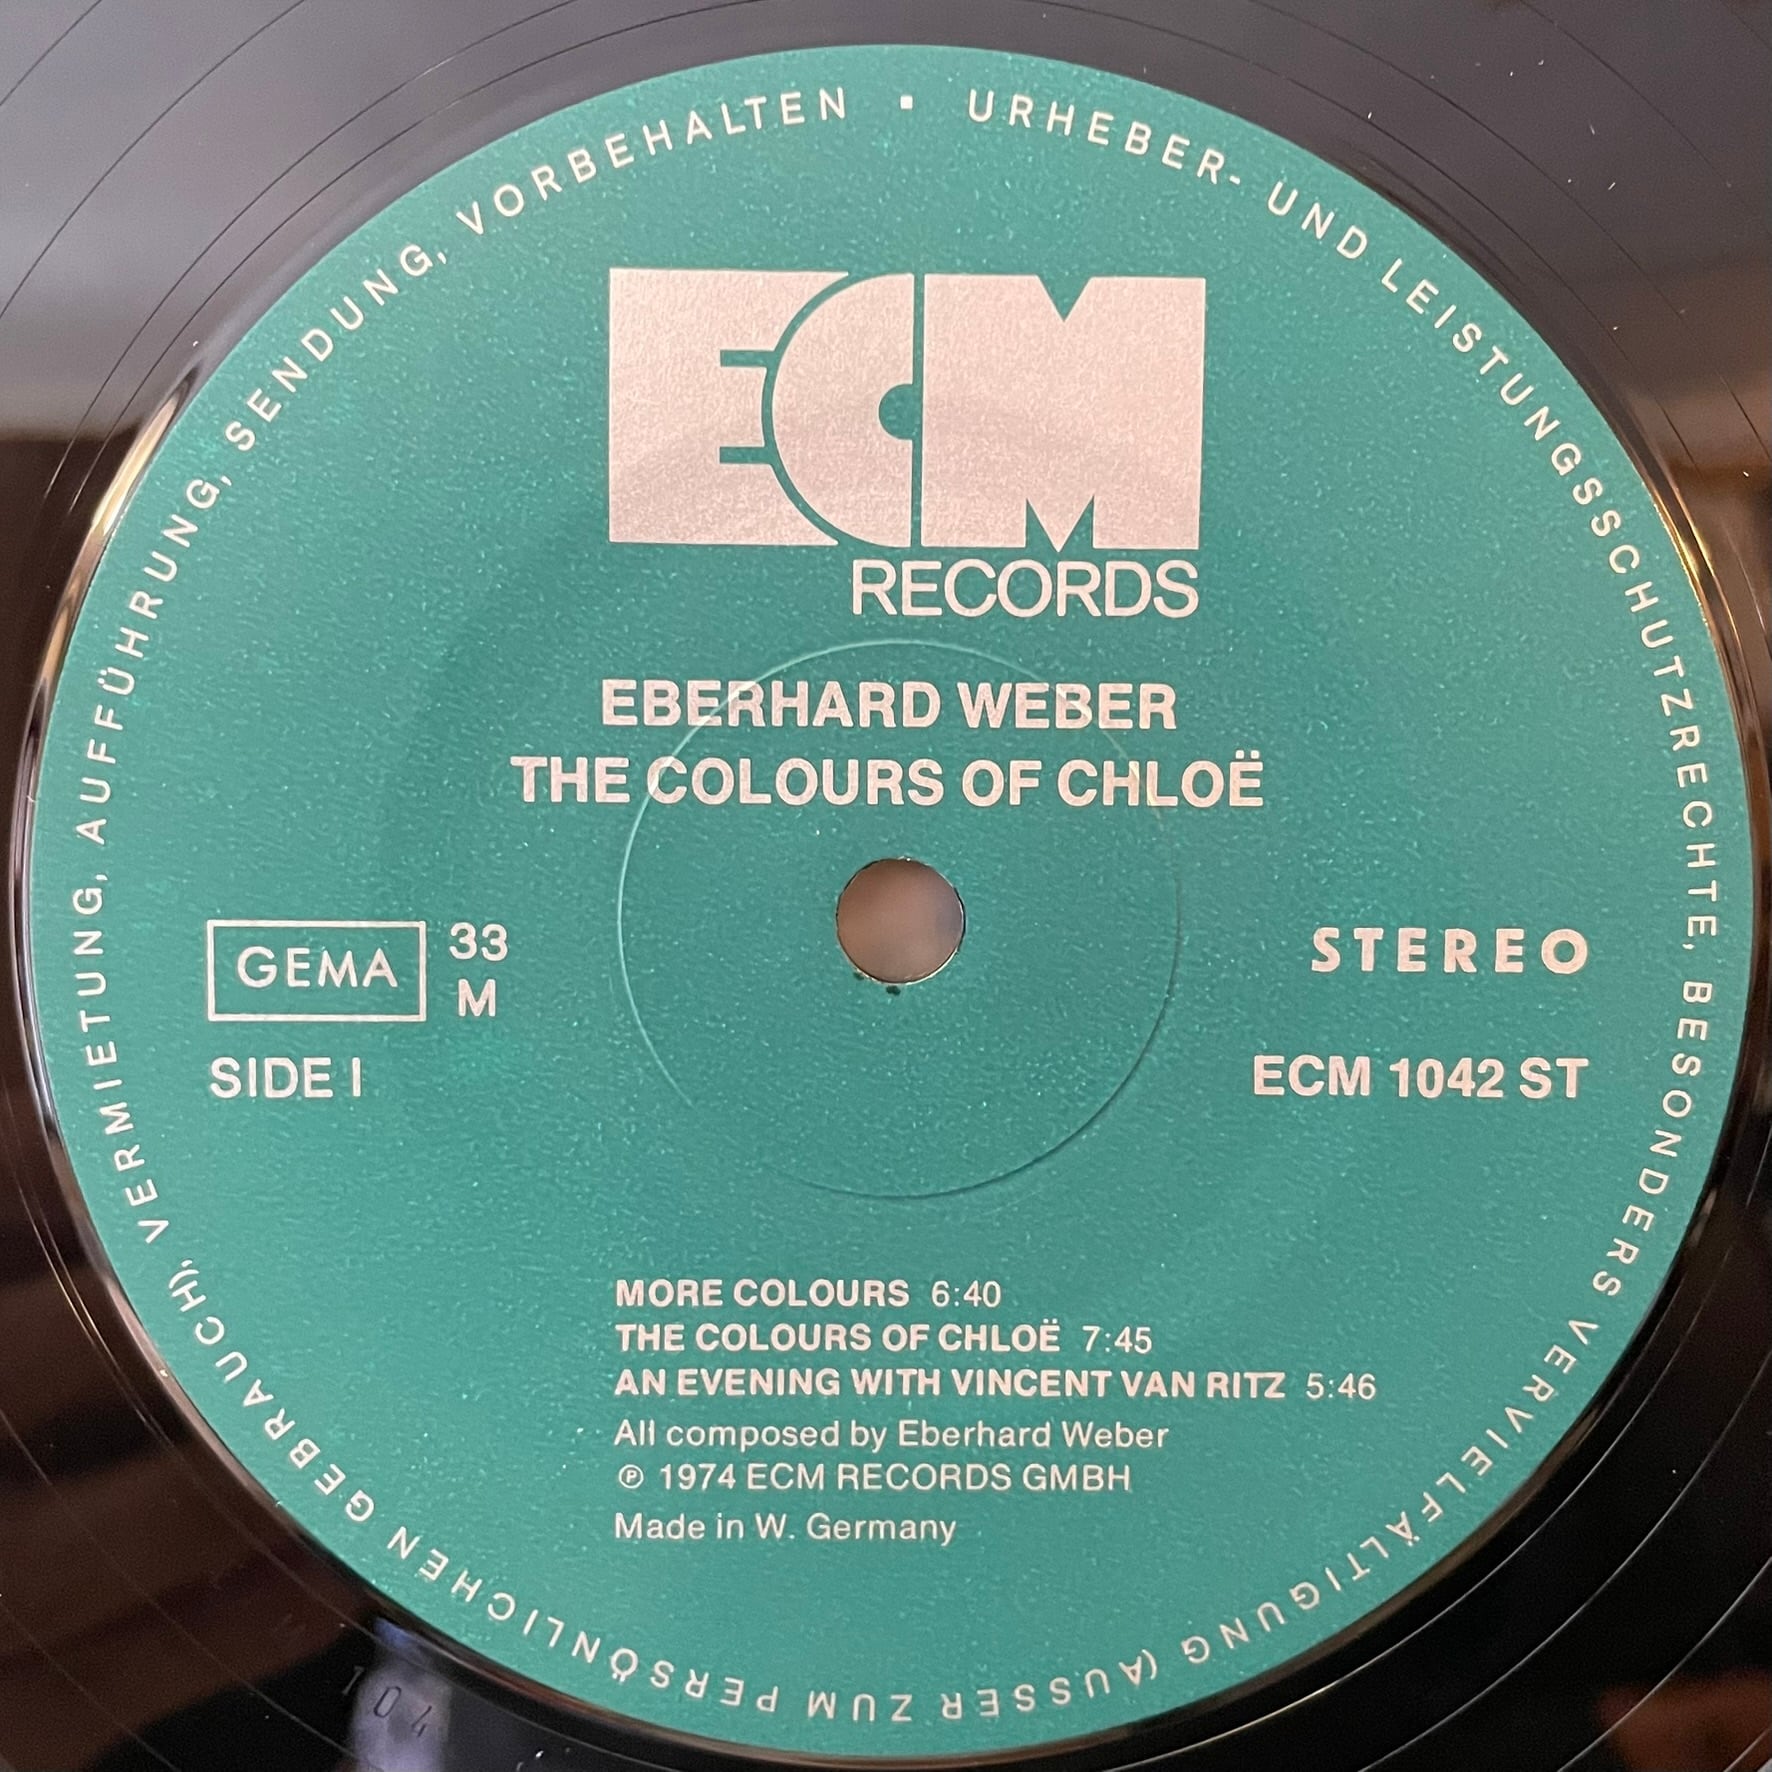 URHEBER- UND LEISTUNGSSCHUTZRECHTE, BESONDERS VERVIELFÄLTIGUNG (AUSSER ZUM PERSÖNLICHEN GEBRAUCH), VERMIETUNG, AUFFÜHRUNG, SENDUNG, VORBEHALTEN ▪
ECM
RECORDS
EBERHARD WEBER
THE COLOURS OF CHLOË
GEMA
33
M
STEREO
SIDE I
ECM 1042 ST
MORE COLOURS 6:40
THE COLOURS OF CHLOË 7:45
AN EVENING WITH VINCENT VAN RITZ 5:46
All composed by Eberhard Weber
℗ 1974 ECM RECORDS GMBH
Made in W. Germany
104